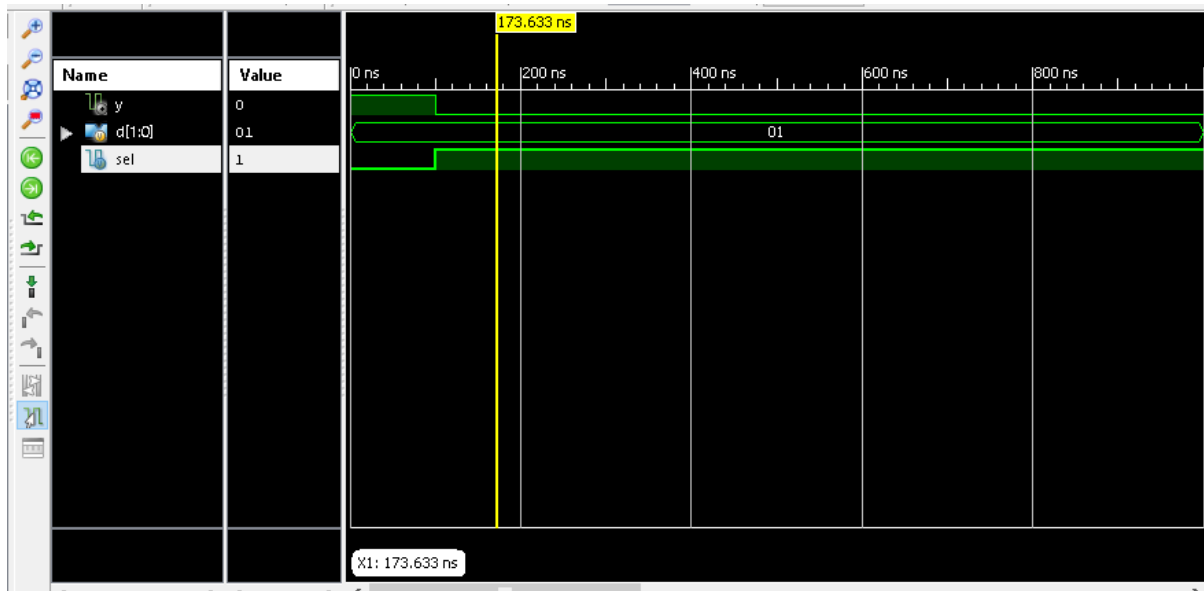 173.633 ns
Name Value
0 ns 200 ns 400 ns 600 ns 800 ns
y 0
d[1:0] 01 01
sel 1
X1: 173.633 ns